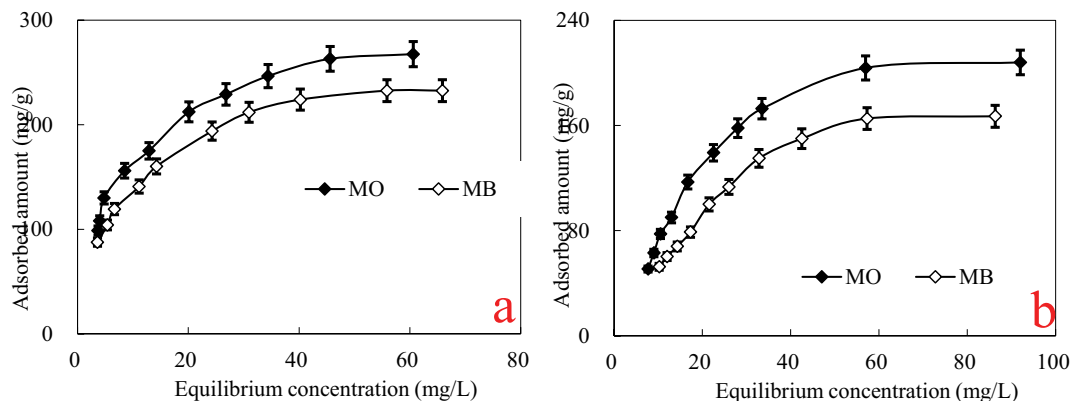 300
200
100
0
Adsorbed amount (mg/g)
MO MB
a
0 20 40 60 80
Equilibrium concentration (mg/L)
240
160
80
0
Adsorbed amount (mg/g)
MO MB
b
0 20 40 60 80 100
Equilibrium concentration (mg/L)